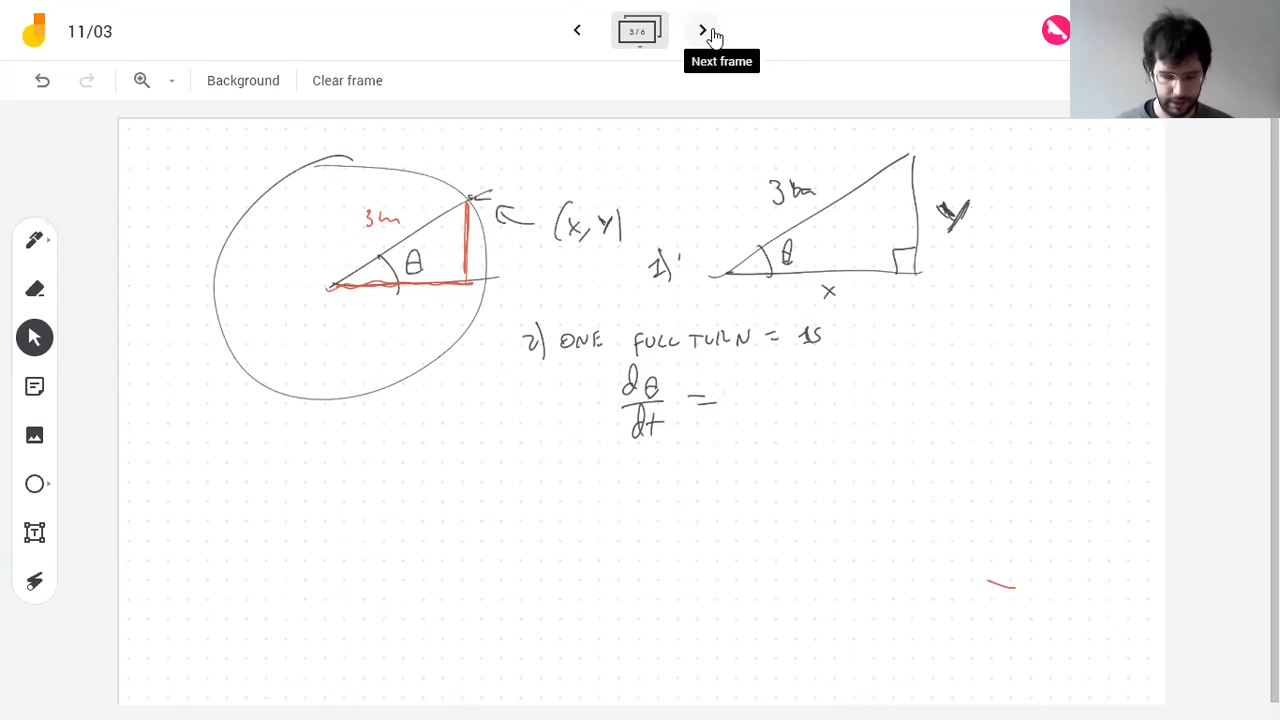 11/03
3 / 6
Next frame
Background
Clear frame
3m
θ
(x, y)
1)
3m
θ
y
x
2) ONE FULL TURN = 1S
dθ/dt =